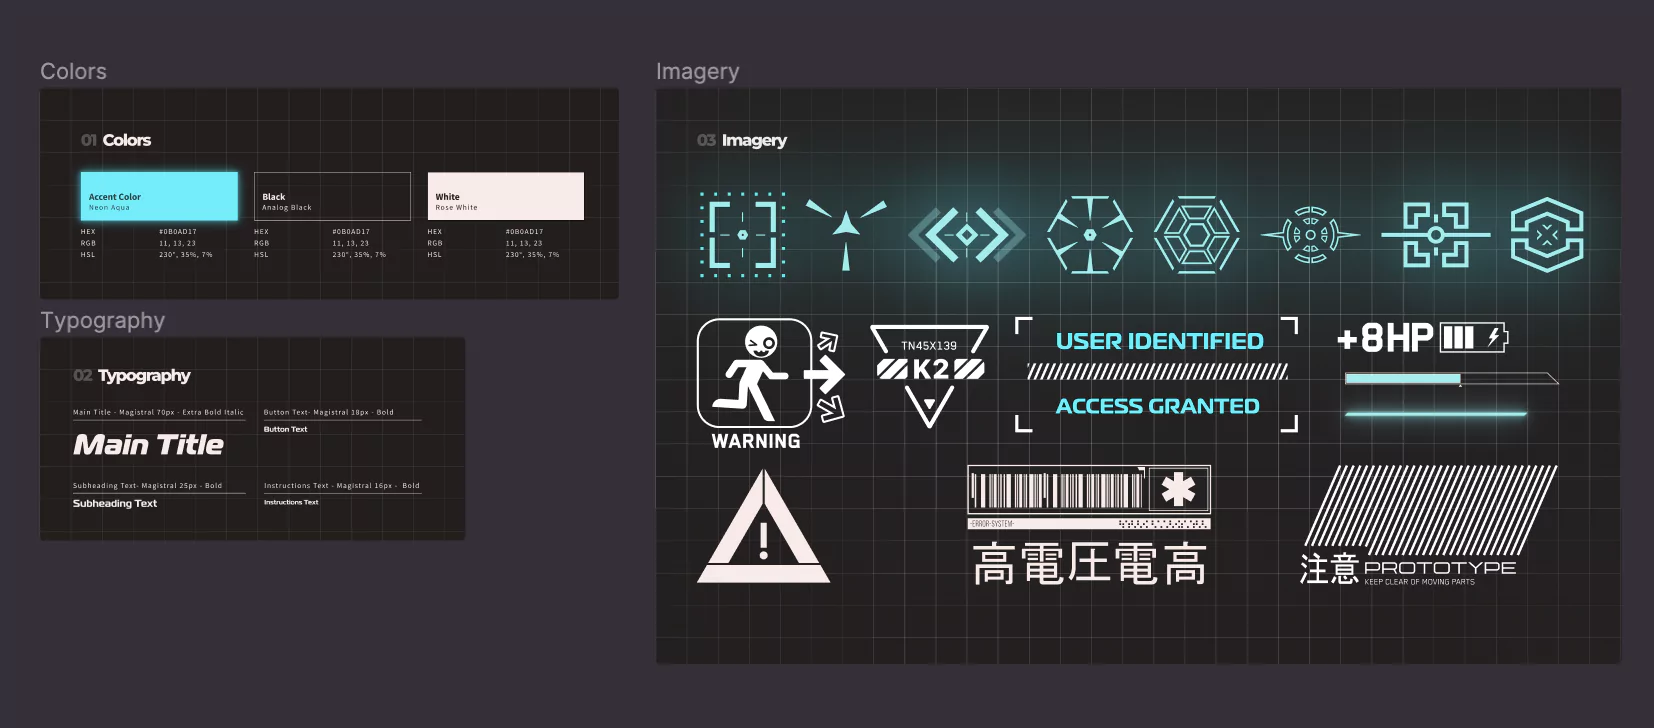 Colors
01 Colors
Accent Color
Neon Aqua
HEX #0B0AD17
RGB 11, 13, 23
HSL 230°, 35%, 7%
Black
Analog Black
HEX #0B0AD17
RGB 11, 13, 23
HSL 230°, 35%, 7%
White
Rose White
HEX #0B0AD17
RGB 11, 13, 23
HSL 230°, 35%, 7%
Typography
02 Typography
Main Title - Magistral 70px - Extra Bold Italic
Main Title
Button Text- Magistral 18px - Bold
Button Text
Subheading Text- Magistral 25px - Bold
Subheading Text
Instructions Text - Magistral 16px - Bold
Instructions Text
Imagery
03 Imagery
WARNING
TN45X139
K2
USER IDENTIFIED
ACCESS GRANTED
+8HP
!
-ERROR-SYSTEM-
高電圧電高
注意 PROTOTYPE
KEEP CLEAR OF MOVING PARTS